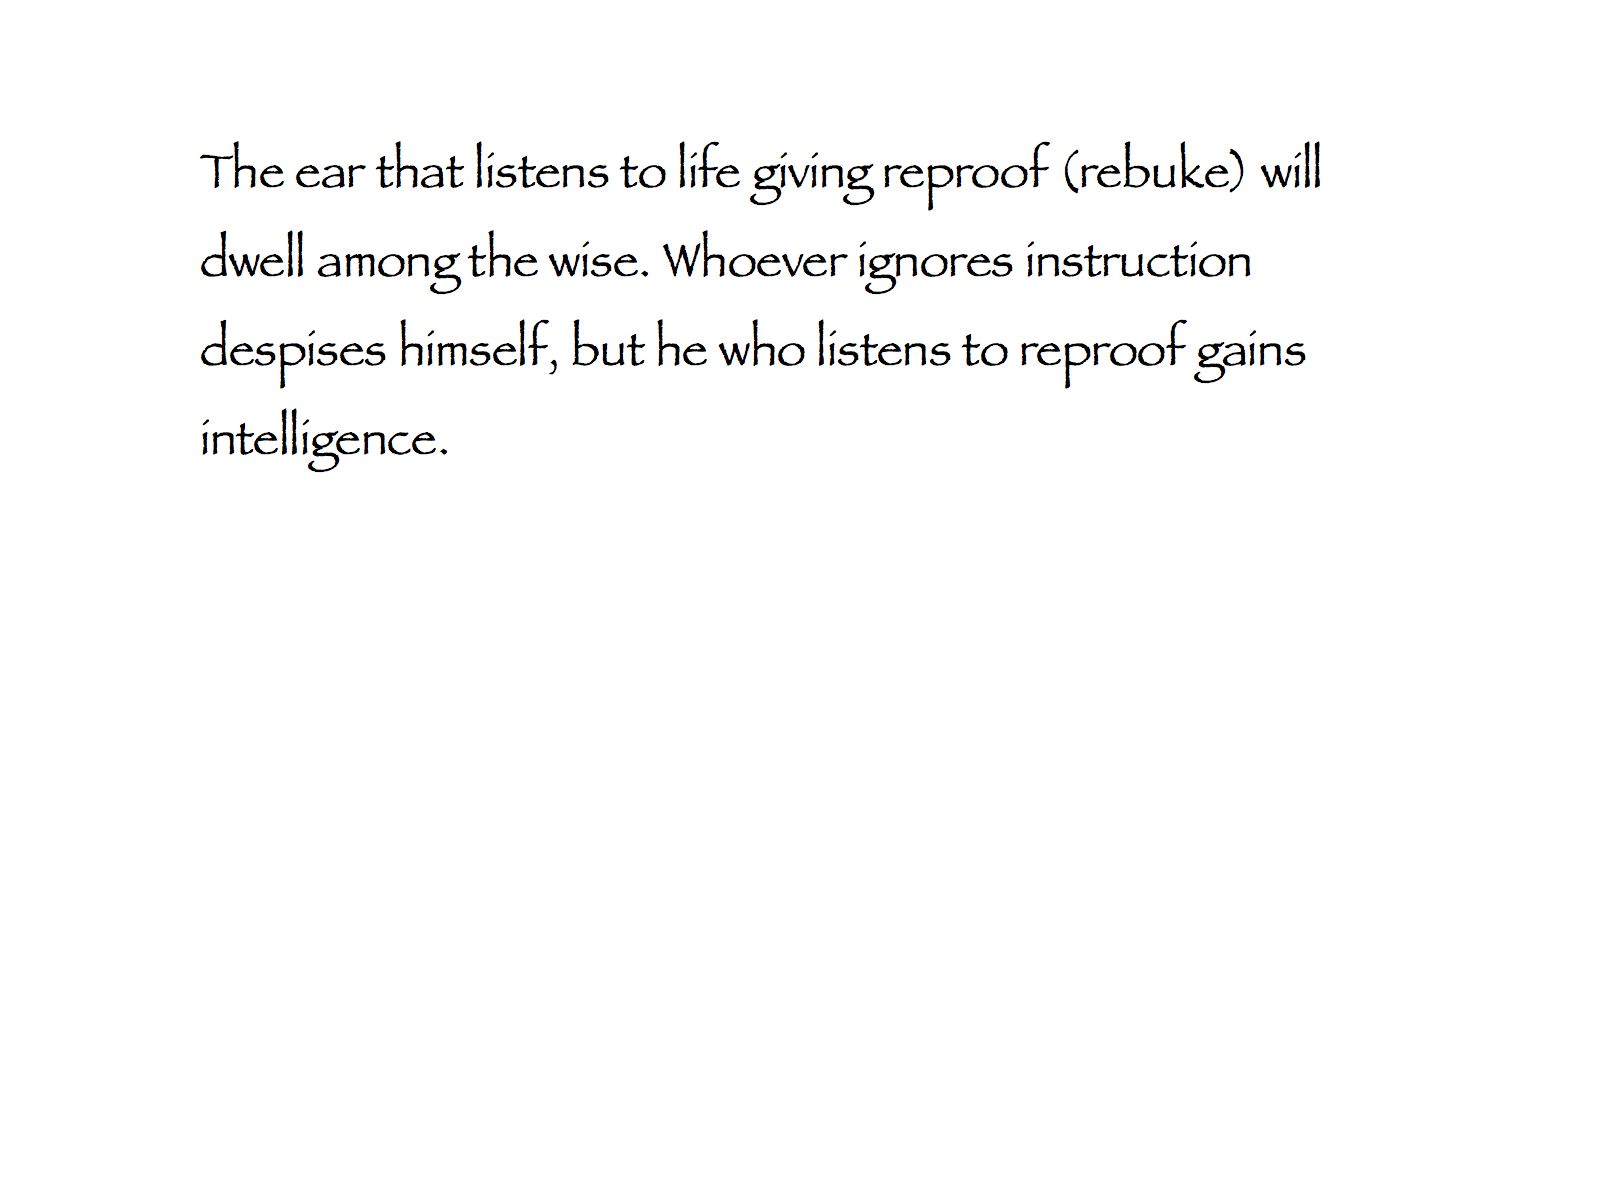 The ear that listens to life giving reproof (rebuke) will
dwell among the wise. Whoever ignores instruction
despises himself, but he who listens to reproof gains
intelligence.